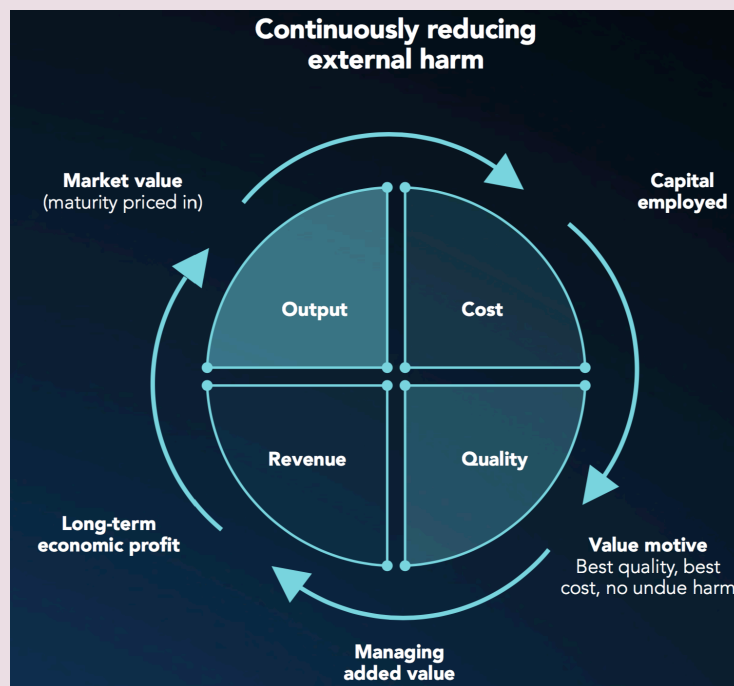 Continuously reducing
external harm
Market value
(maturity priced in)
Capital
employed
Output
Cost
Revenue
Quality
Long-term
economic profit
Value motive
Best quality, best
cost, no undue harm
Managing
added value